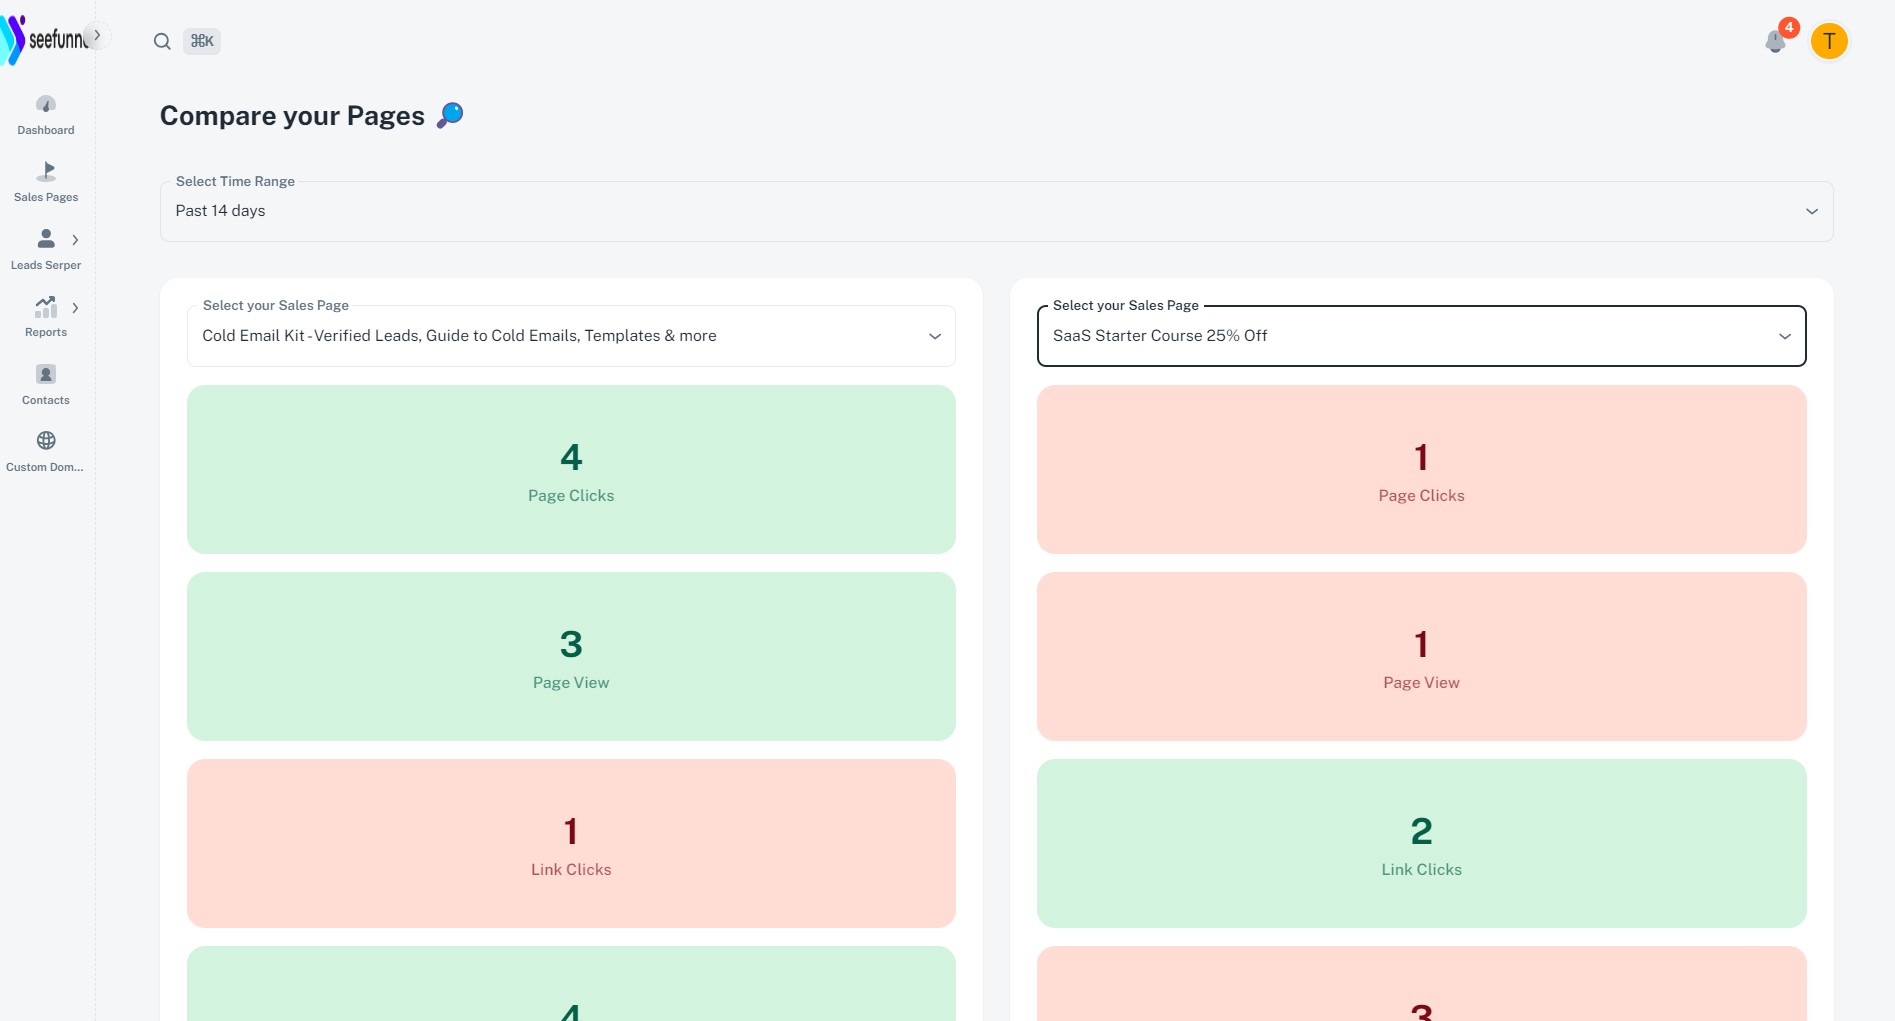 seefunn
⌘K
4
T
Dashboard
Sales Pages
Leads Serper
Reports
Contacts
Custom Dom...
Compare your Pages
Select Time Range
Past 14 days
Select your Sales Page
Cold Email Kit - Verified Leads, Guide to Cold Emails, Templates & more
4
Page Clicks
3
Page View
1
Link Clicks
4
Select your Sales Page
SaaS Starter Course 25% Off
1
Page Clicks
1
Page View
2
Link Clicks
3